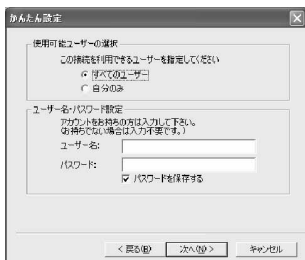 かんたん設定
使用可能ユーザーの選択
この接続を利用できるユーザーを指定してください
すべてのユーザー
自分のみ
ユーザー名・パスワード設定
アカウントをお持ちの方は入力して下さい。
(お持ちでない場合は入力不要です。)
ユーザー名:
パスワード:
パスワードを保存する
< 戻る(B) 次へ(N) > キャンセル